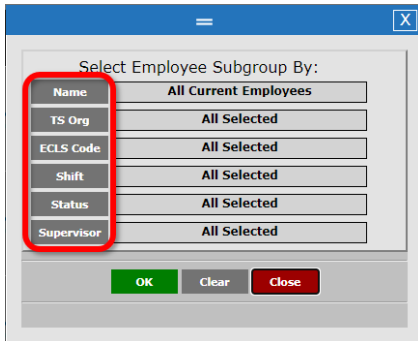 X
Select Employee Subgroup By:
Name All Current Employees
TS Org All Selected
ECLS Code All Selected
Shift All Selected
Status All Selected
Supervisor All Selected
OK Clear Close